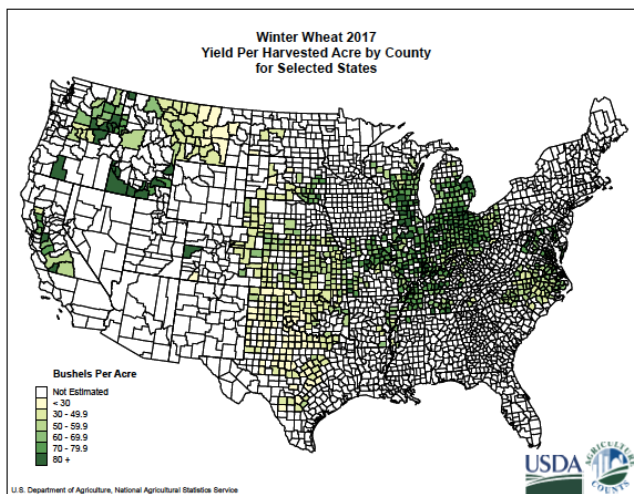 Winter Wheat 2017
Yield Per Harvested Acre by County
for Selected States
Bushels Per Acre
Not Estimated
< 30
30 - 49.9
50 - 59.9
60 - 69.9
70 - 79.9
80 +
U.S. Department of Agriculture, National Agricultural Statistics Service
USDA
AGRICULTURE
COUNTS